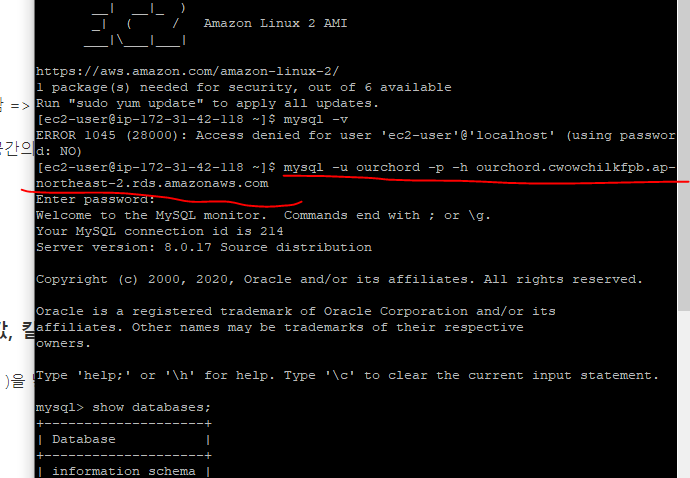 __|  __|_  )
_|  (     /   Amazon Linux 2 AMI
___|\___|___|
https://aws.amazon.com/amazon-linux-2/
1 package(s) needed for security, out of 6 available
Run "sudo yum update" to apply all updates.
[ec2-user@ip-172-31-42-118 ~]$ mysql -v
ERROR 1045 (28000): Access denied for user 'ec2-user'@'localhost' (using passwor
d: NO)
[ec2-user@ip-172-31-42-118 ~]$ mysql -u ourchord -p -h ourchord.cwowchilkfpb.ap-
northeast-2.rds.amazonaws.com
Enter password:
Welcome to the MySQL monitor.  Commands end with ; or \g.
Your MySQL connection id is 214
Server version: 8.0.17 Source distribution
Copyright (c) 2000, 2020, Oracle and/or its affiliates. All rights reserved.
Oracle is a registered trademark of Oracle Corporation and/or its
affiliates. Other names may be trademarks of their respective
owners.
Type 'help;' or '\h' for help. Type '\c' to clear the current input statement.
mysql> show databases;
+--------------------+
| Database           |
+--------------------+
| information_schema |
=>
공간의
)을